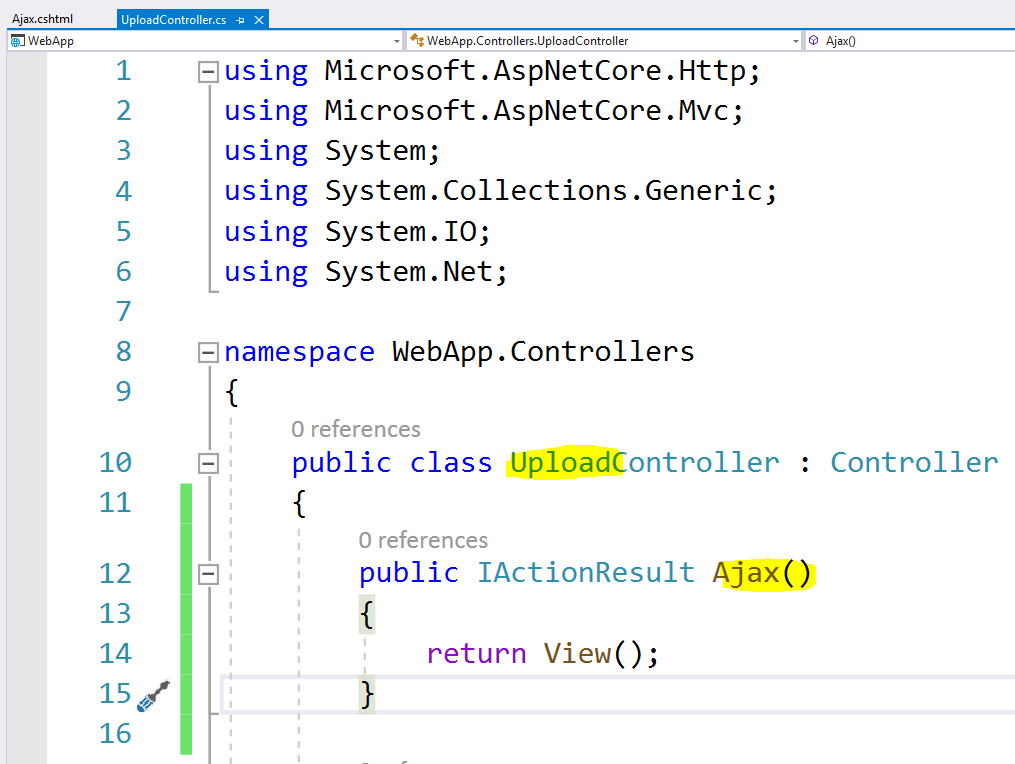 Ajax.cshtml UploadController.cs
WebApp WebApp.Controllers.UploadController Ajax()
1 using Microsoft.AspNetCore.Http;
2 using Microsoft.AspNetCore.Mvc;
3 using System;
4 using System.Collections.Generic;
5 using System.IO;
6 using System.Net;
7
8 namespace WebApp.Controllers
9 {
0 references
10 public class UploadController : Controller
11 {
0 references
12 public IActionResult Ajax()
13 {
14 return View();
15 }
16